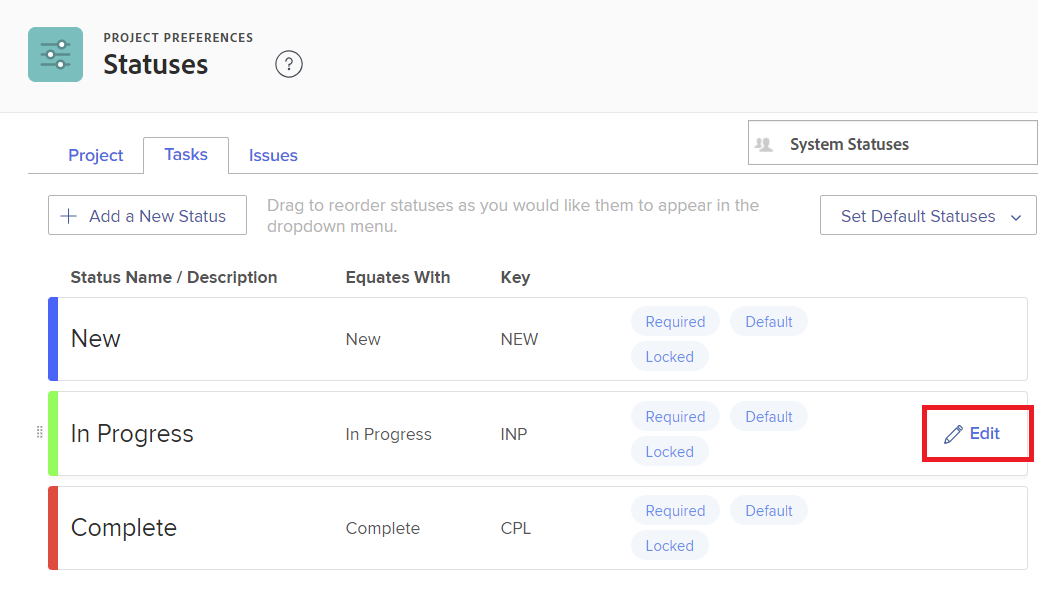 PROJECT PREFERENCES
Statuses
?
Project
Tasks
Issues
System Statuses
Add a New Status
Drag to reorder statuses as you would like them to appear in the
dropdown menu.
Set Default Statuses
Status Name / Description
Equates With
Key
New
New
NEW
Required
Default
Locked
In Progress
In Progress
INP
Required
Default
Locked
Edit
Complete
Complete
CPL
Required
Default
Locked